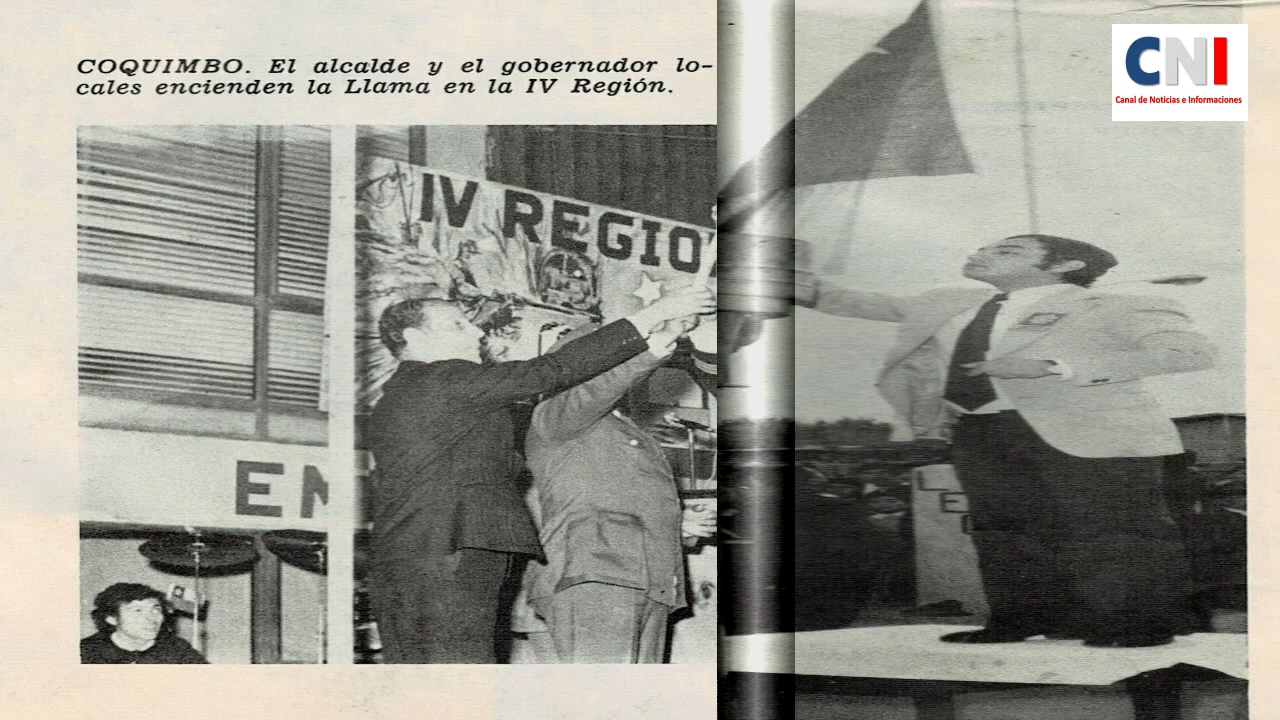 COQUIMBO. El alcalde y el gobernador lo-
cales encienden la Llama en la IV Región.
CNI
Canal de Noticias e Informaciones
IV REGIO
EN